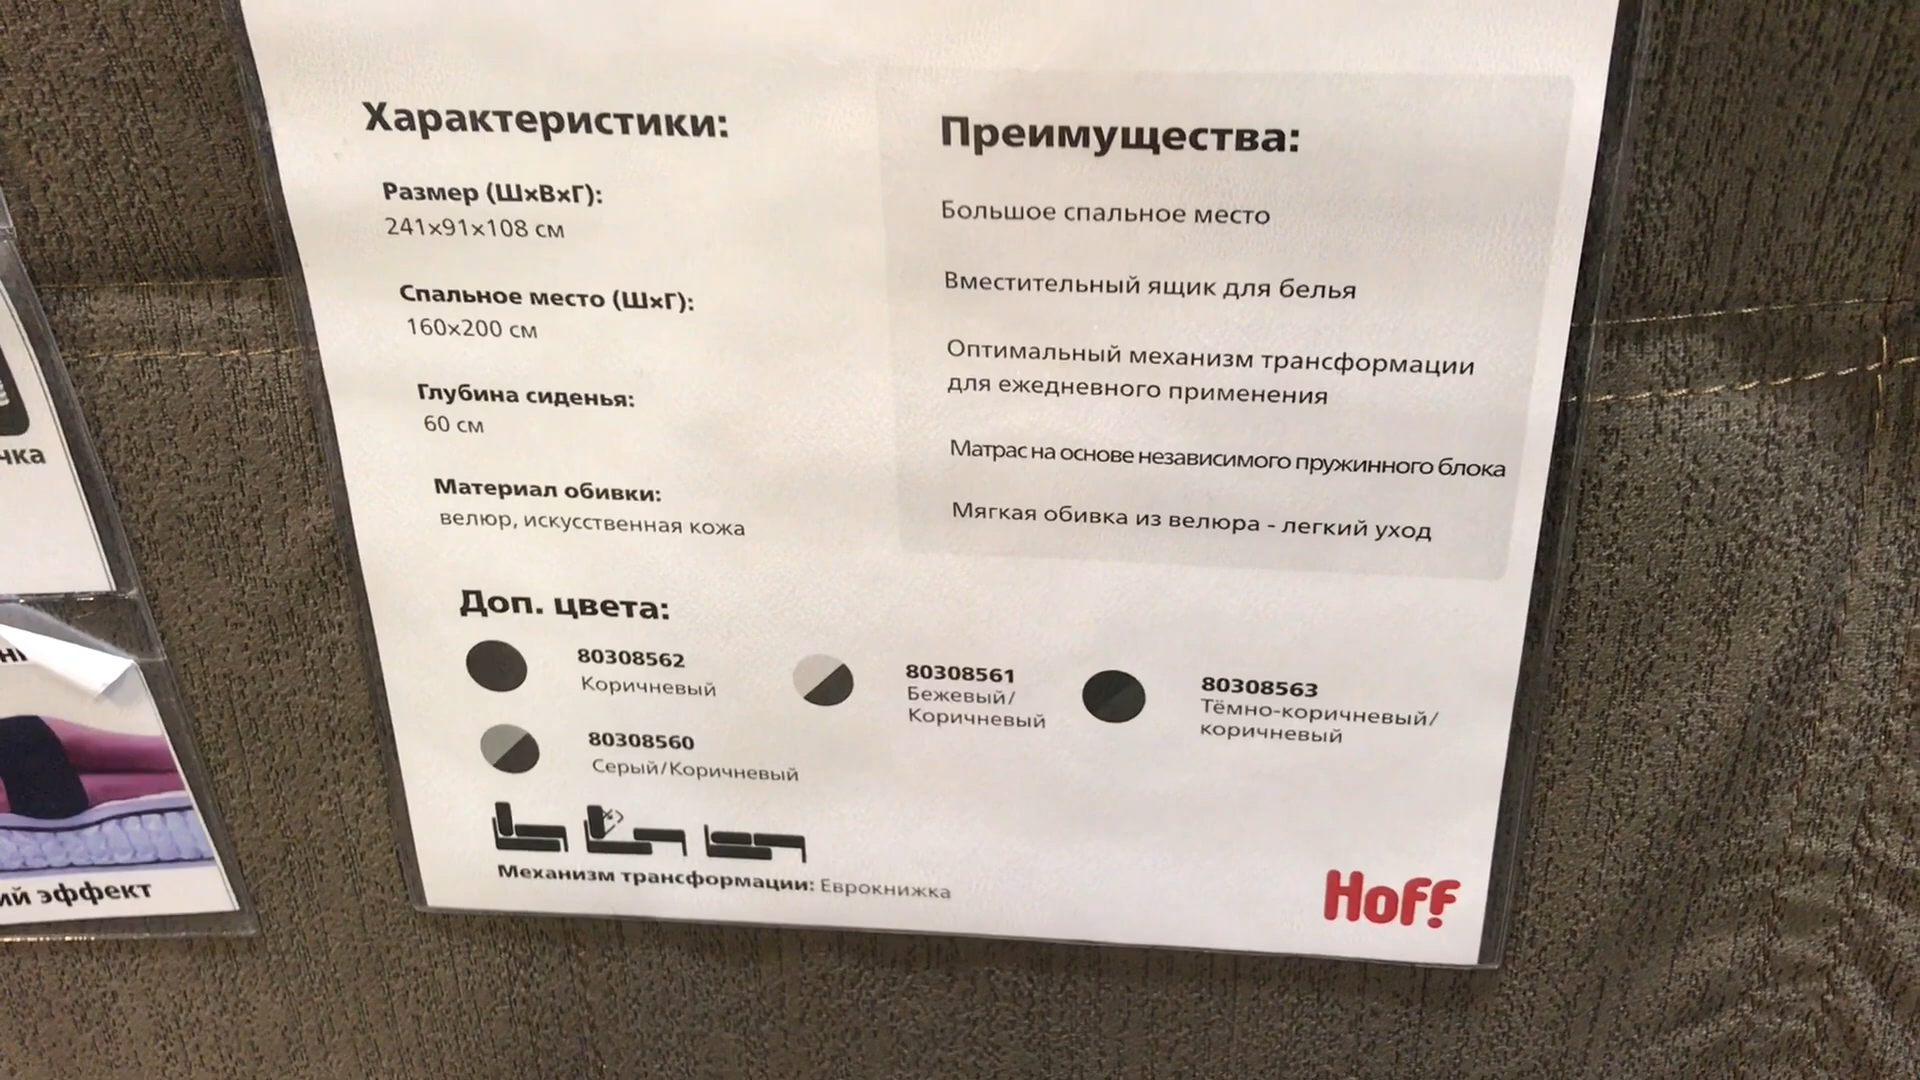 Характеристики:
Размер (ШxВxГ):
241x91x108 см
Спальное место (ШxГ):
160x200 см
Глубина сиденья:
60 см
Материал обивки:
велюр, искусственная кожа
Преимущества:
Большое спальное место
Вместительный ящик для белья
Оптимальный механизм трансформации
для ежедневного применения
Матрас на основе независимого пружинного блока
Мягкая обивка из велюра - легкий уход
Доп. цвета:
80308562
Коричневый
80308561
Бежевый/
Коричневый
80308563
Тёмно-коричневый/
коричневый
80308560
Серый/Коричневый
Механизм трансформации: Еврокнижка
Hoff
чка
ий эффект